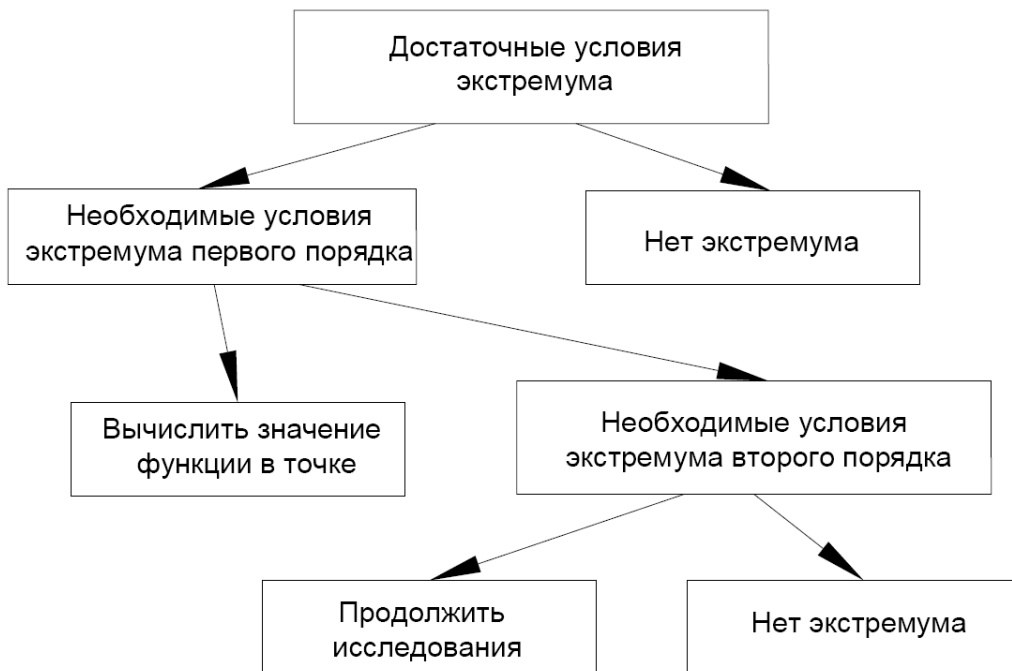 Достаточные условия
экстремума
Необходимые условия
экстремума первого порядка
Нет экстремума
Вычислить значение
функции в точке
Необходимые условия
экстремума второго порядка
Продолжить
исследования
Нет экстремума